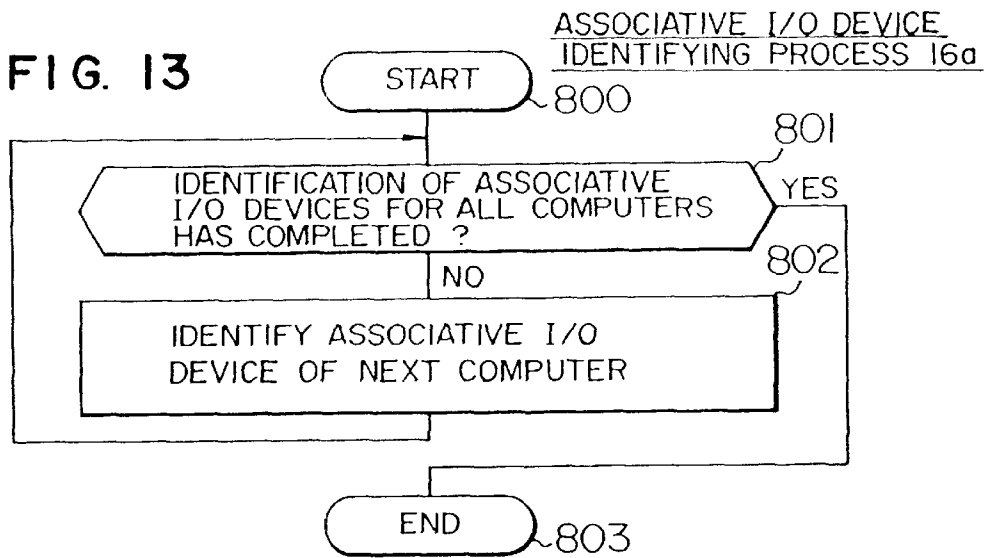 FIG. 13
ASSOCIATIVE I/O DEVICE
IDENTIFYING PROCESS 16a
START
800
801
IDENTIFICATION OF ASSOCIATIVE
I/O DEVICES FOR ALL COMPUTERS
HAS COMPLETED ?
YES
NO
802
IDENTIFY ASSOCIATIVE I/O
DEVICE OF NEXT COMPUTER
END
803